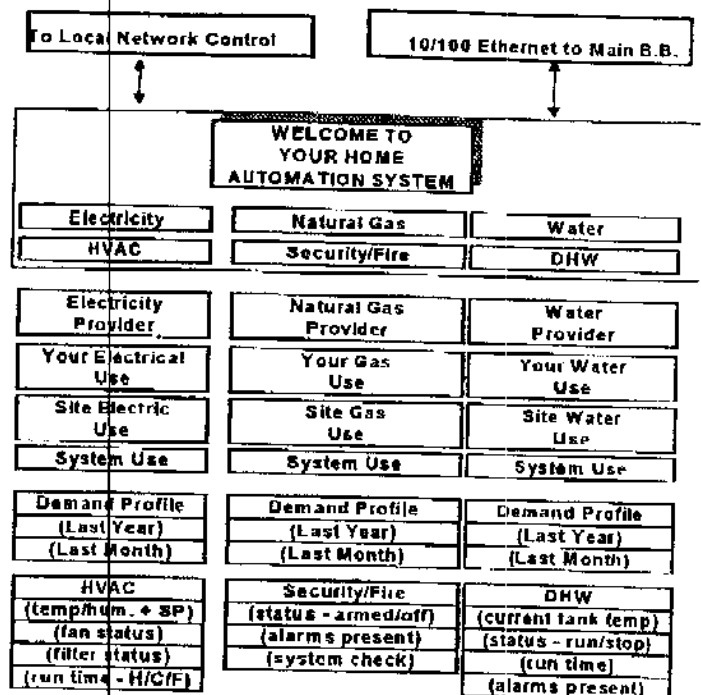 To Local Network Control
10/100 Ethernet to Main B.B.
WELCOME TO
YOUR HOME
AUTOMATION SYSTEM
Electricity
Natural Gas
Water
HVAC
Security/Fire
DHW
Electricity
Provider
Natural Gas
Provider
Water
Provider
Your Electrical
Use
Your Gas
Use
Your Water
Use
Site Electric
Use
Site Gas
Use
Site Water
Use
System Use
System Use
System Use
Demand Profile
(Last Year)
(Last Month)
Demand Profile
(Last Year)
(Last Month)
Demand Profile
(Last Year)
(Last Month)
HVAC
(temp/hum. + SP)
(fan status)
(filter status)
(run time - H/C/F)
Security/Fire
(status - armed/off)
(alarms present)
(system check)
DHW
(current tank temp)
(status - run/stop)
(run time)
(alarms present)